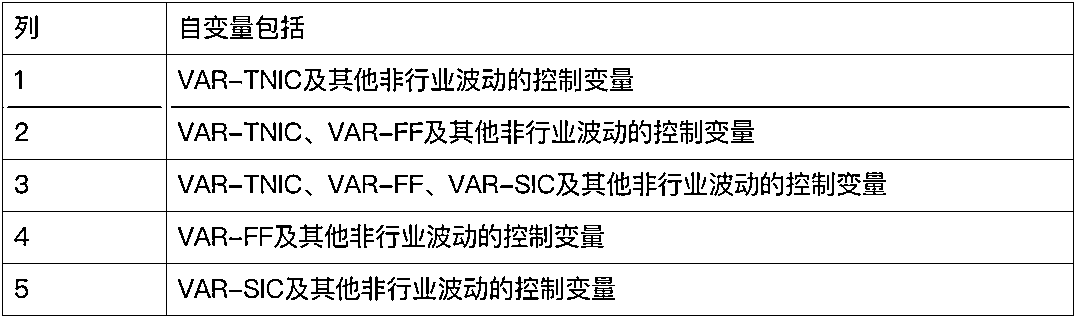 列 自变量包括
1 VAR-TNIC及其他非行业波动的控制变量
2 VAR-TNIC、VAR-FF及其他非行业波动的控制变量
3 VAR-TNIC、VAR-FF、VAR-SIC及其他非行业波动的控制变量
4 VAR-FF及其他非行业波动的控制变量
5 VAR-SIC及其他非行业波动的控制变量